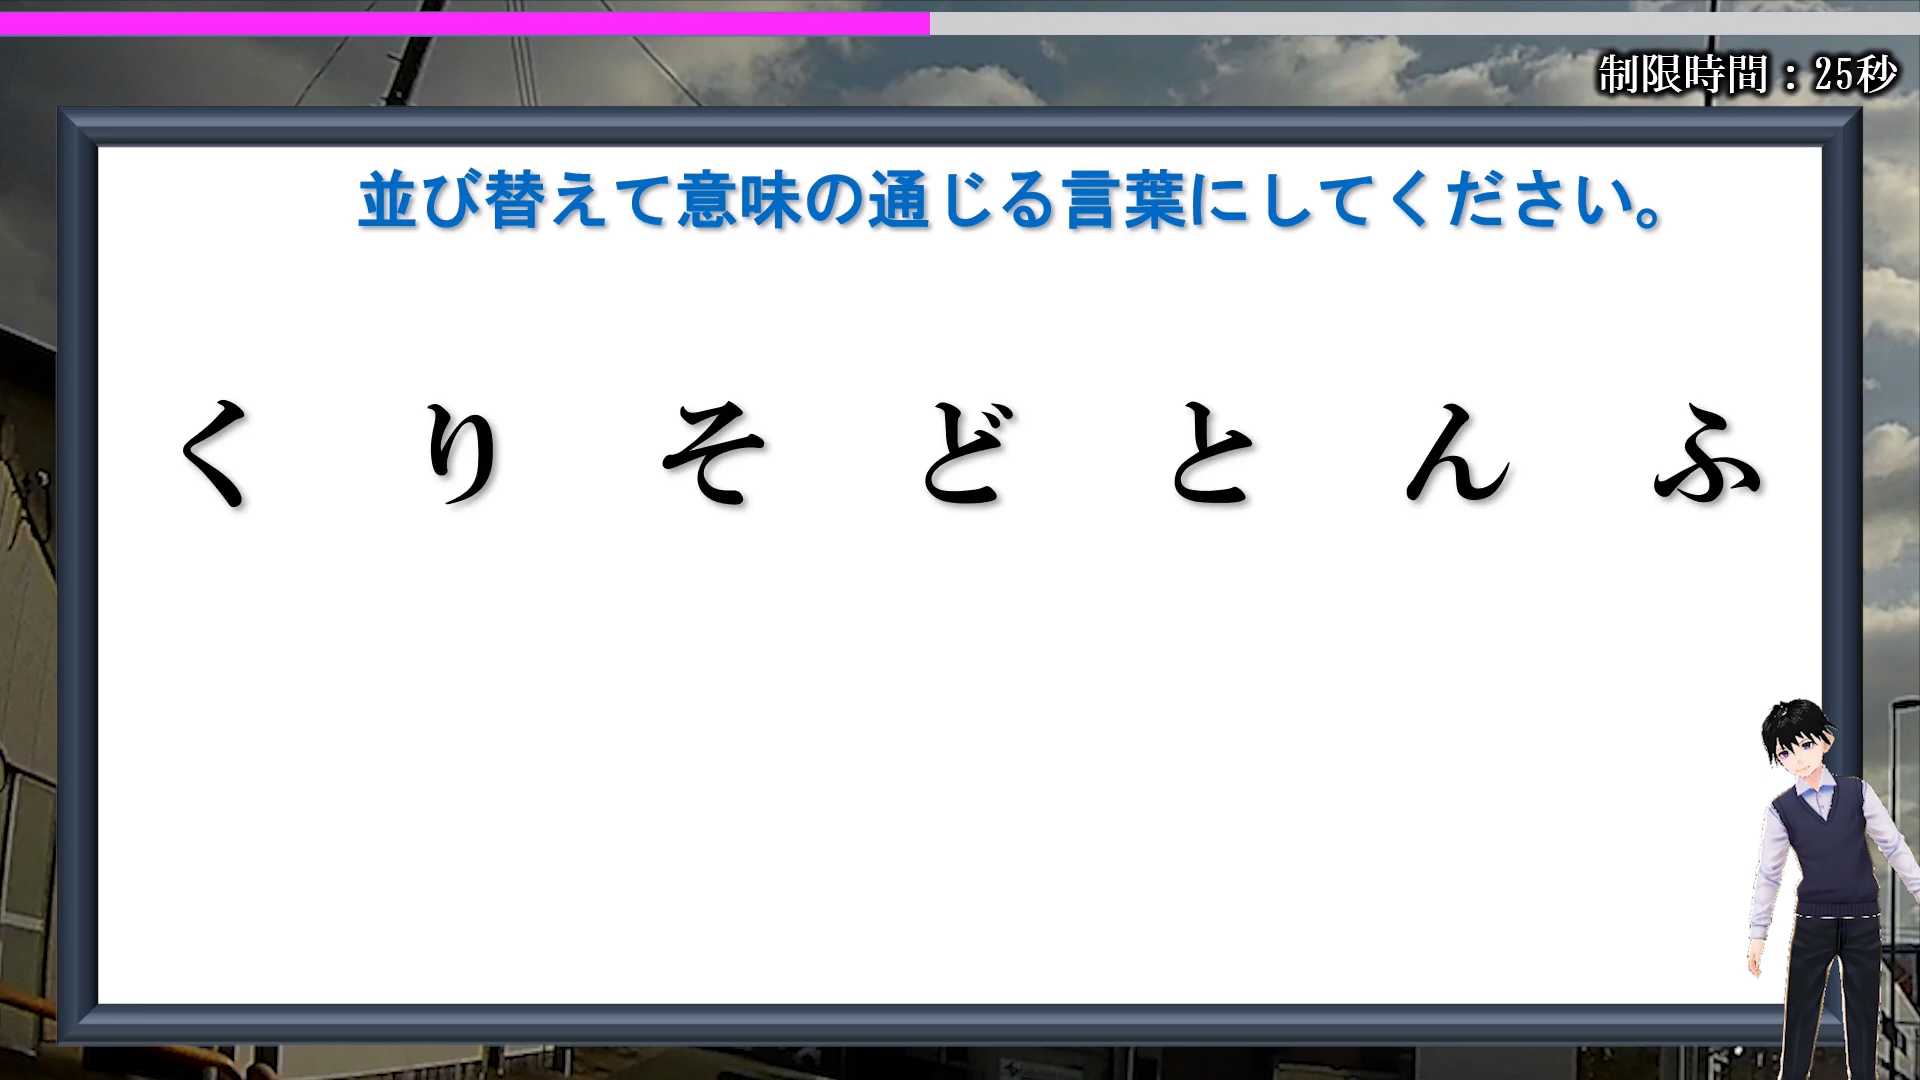 制限時間：25秒
並び替えて意味の通じる言葉にしてください。
く り そ ど と ん ふ